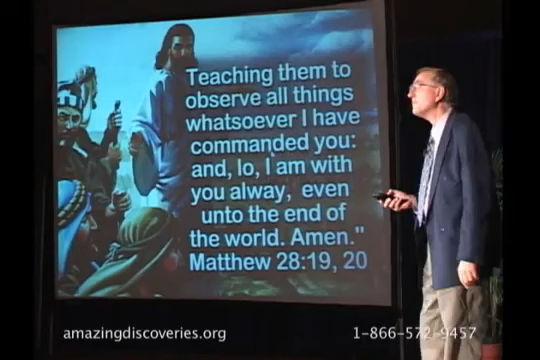 Teaching them to
observe all things
whatsoever I have
commanded you:
and, lo, I am with
you alway, even
unto the end of
the world. Amen."
Matthew 28:19, 20
amazingdiscoveries.org
1-866-572-9457